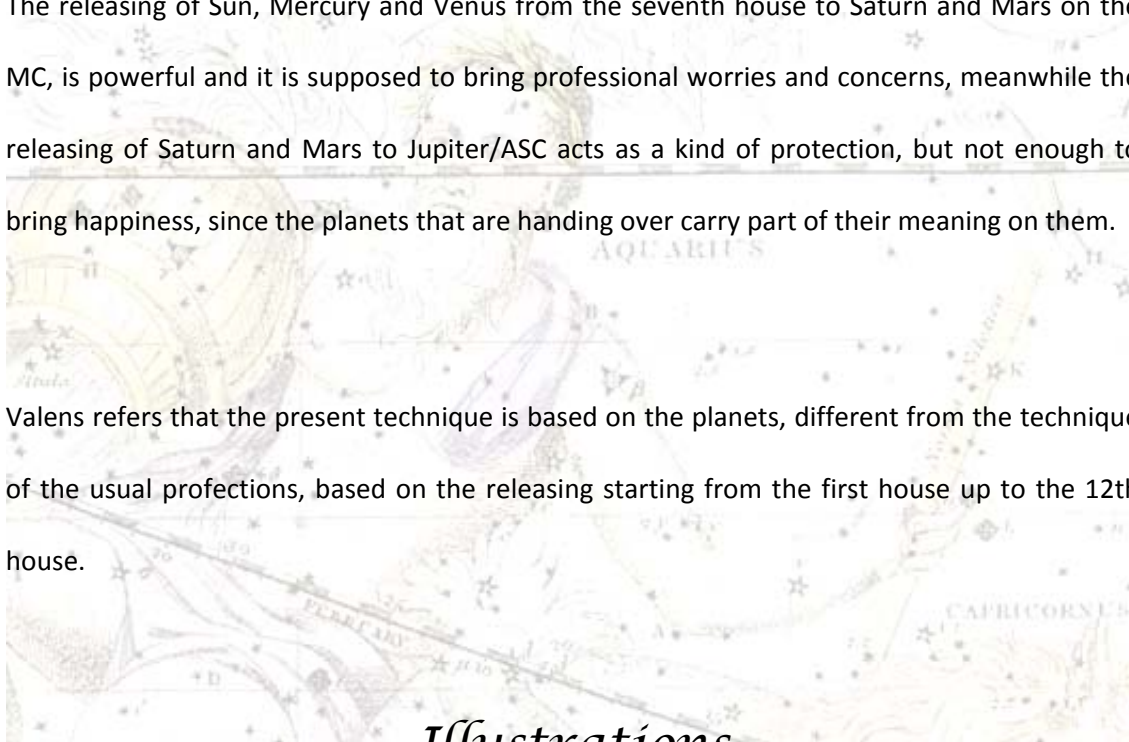 The releasing of Sun, Mercury and Venus from the seventh house to Saturn and Mars on the
MC, is powerful and it is supposed to bring professional worries and concerns, meanwhile the
releasing of Saturn and Mars to Jupiter/ASC acts as a kind of protection, but not enough to
bring happiness, since the planets that are handing over carry part of their meaning on them.
AQUARIUS
Valens refers that the present technique is based on the planets, different from the technique
of the usual profections, based on the releasing starting from the first house up to the 12th
house.
FEBRUARY
CAPRICORNUS
Illustrations